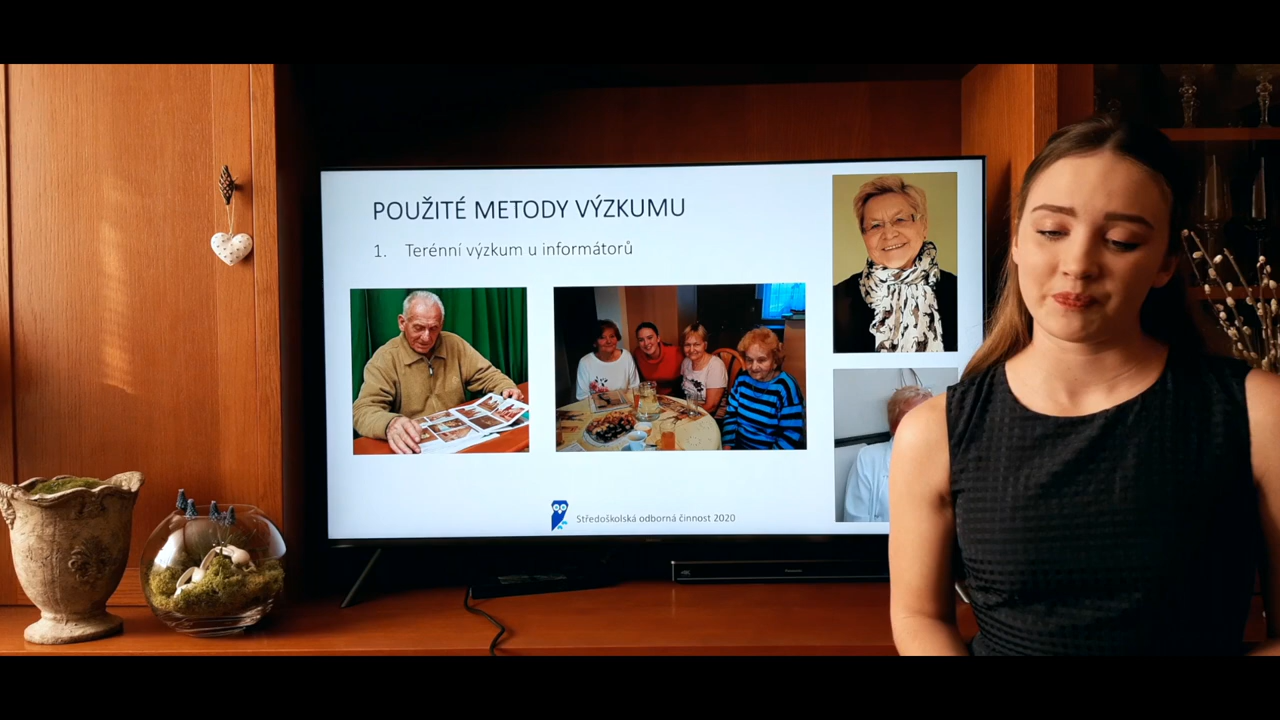 POUŽITÉ METODY VÝZKUMU
1. Terénní výzkum u informátorů
Středoškolská odborná činnost 2020